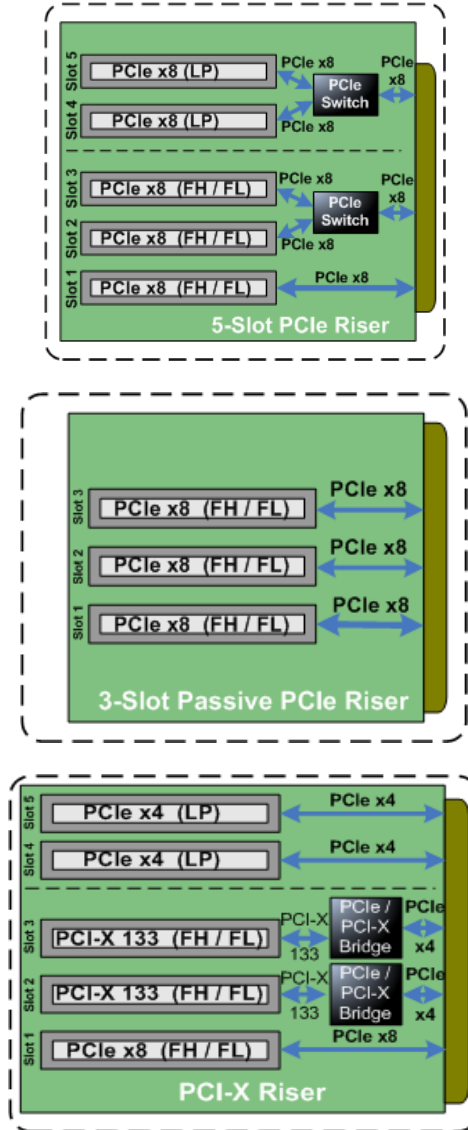 Slot 5
PCIe x8 (LP)
PCIe x8
PCIe
Switch
PCIe
x8
Slot 4
PCIe x8 (LP)
PCIe x8
Slot 3
PCIe x8 (FH / FL)
PCIe x8
PCIe
Switch
PCIe
x8
Slot 2
PCIe x8 (FH / FL)
PCIe x8
Slot 1
PCIe x8 (FH / FL)
PCIe x8
5-Slot PCIe Riser
Slot 3
PCIe x8 (FH / FL)
PCIe x8
Slot 2
PCIe x8 (FH / FL)
PCIe x8
Slot 1
PCIe x8 (FH / FL)
PCIe x8
3-Slot Passive PCIe Riser
Slot 5
PCIe x4 (LP)
PCIe x4
Slot 4
PCIe x4 (LP)
PCIe x4
Slot 3
PCI-X 133 (FH / FL)
PCI-X
133
PCIe /
PCI-X
Bridge
PCIe
x4
Slot 2
PCI-X 133 (FH / FL)
PCI-X
133
PCIe /
PCI-X
Bridge
PCIe
x4
Slot 1
PCIe x8 (FH / FL)
PCIe x8
PCI-X Riser